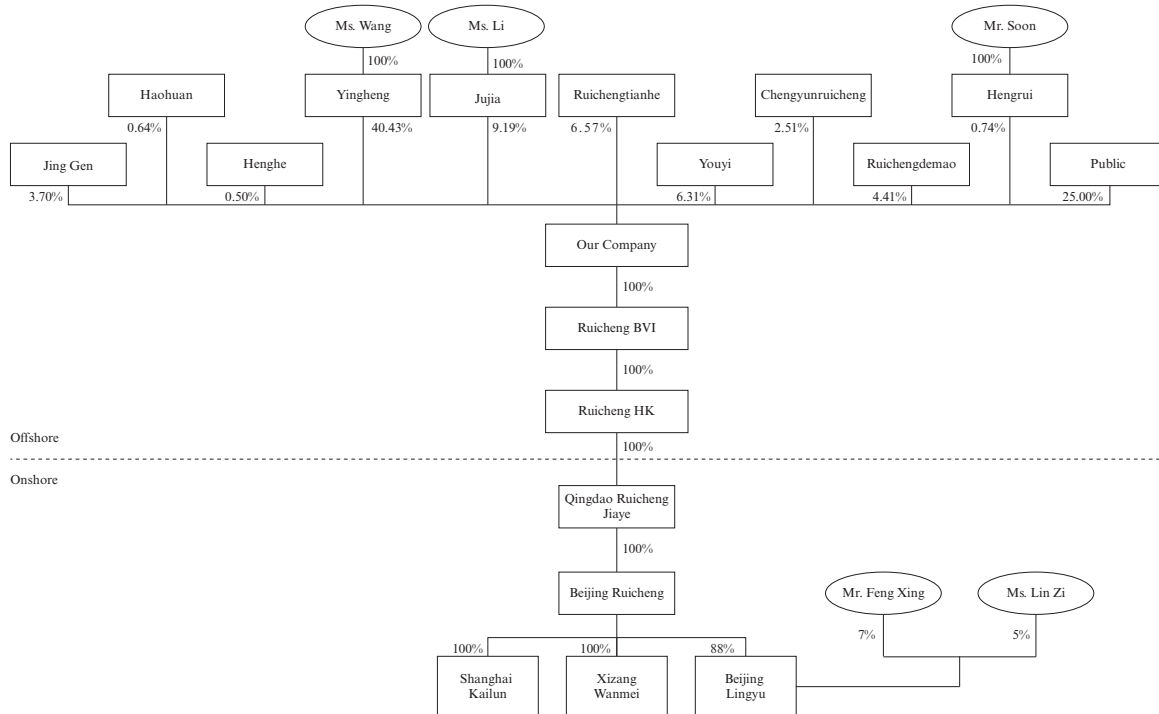 Ms. Wang
Ms. Li
Mr. Soon
100%
100%
100%
Haohuan
Yingheng
Jujia
Ruichengtianhe
Chengyunruicheng
Hengrui
0.64%
40.43%
9.19%
6.57%
2.51%
0.74%
Jing Gen
Henghe
Youyi
Ruichengdemao
Public
3.70%
0.50%
6.31%
4.41%
25.00%
Our Company
100%
Ruicheng BVI
100%
Ruicheng HK
Offshore
100%
Onshore
Qingdao Ruicheng
Jiaye
100%
Beijing Ruicheng
Mr. Feng Xing
Ms. Lin Zi
7%
5%
100%
100%
88%
Shanghai
Kailun
Xizang
Wanmei
Beijing
Lingyu